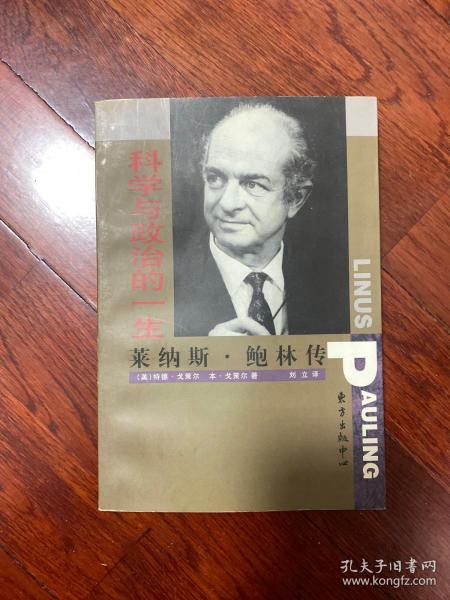 科学与政治的一生
LINUS
PAULING
莱纳斯·鲍林传
(美)特德·戈策尔 本·戈策尔 著 刘立 译
东方出版中心
孔夫子旧书网
www.kongfz.com